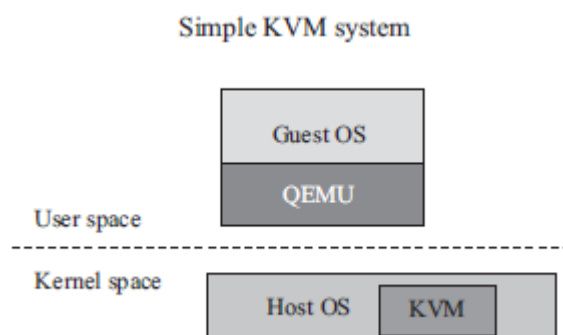 Simple KVM system
Guest OS
QEMU
User space
Kernel space
Host OS
KVM